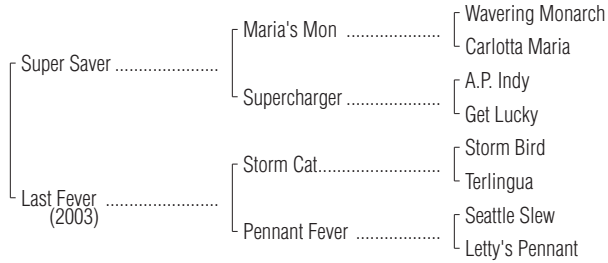 Wavering Monarch
Maria's Mon ....................
Carlotta Maria
Super Saver ......................
A.P. Indy
Supercharger ....................
Get Lucky
Storm Bird
Storm Cat..........................
Terlingua
Last Fever ........................
(2003)
Seattle Slew
Pennant Fever ..................
Letty's Pennant